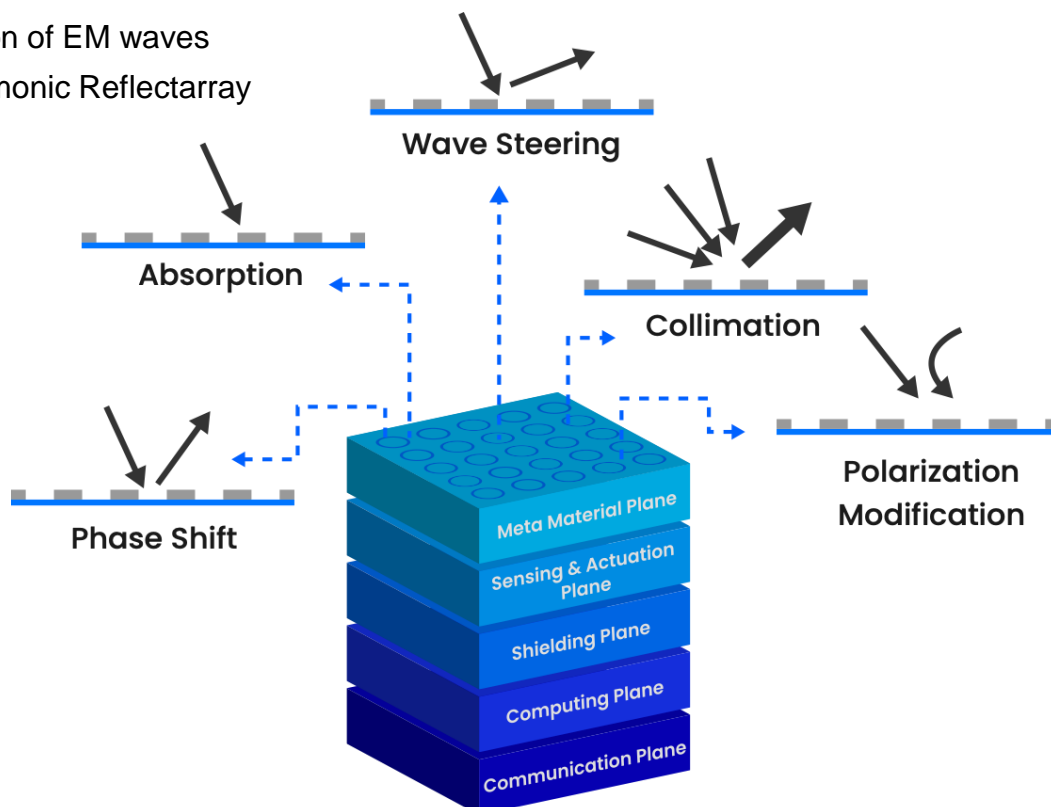 of EM waves
Reflectarray
Wave Steering
Absorption
Collimation
Phase Shift
Polarization
Modification
Meta Material Plane
Sensing & Actuation
Plane
Shielding Plane
Computing Plane
Communication Plane